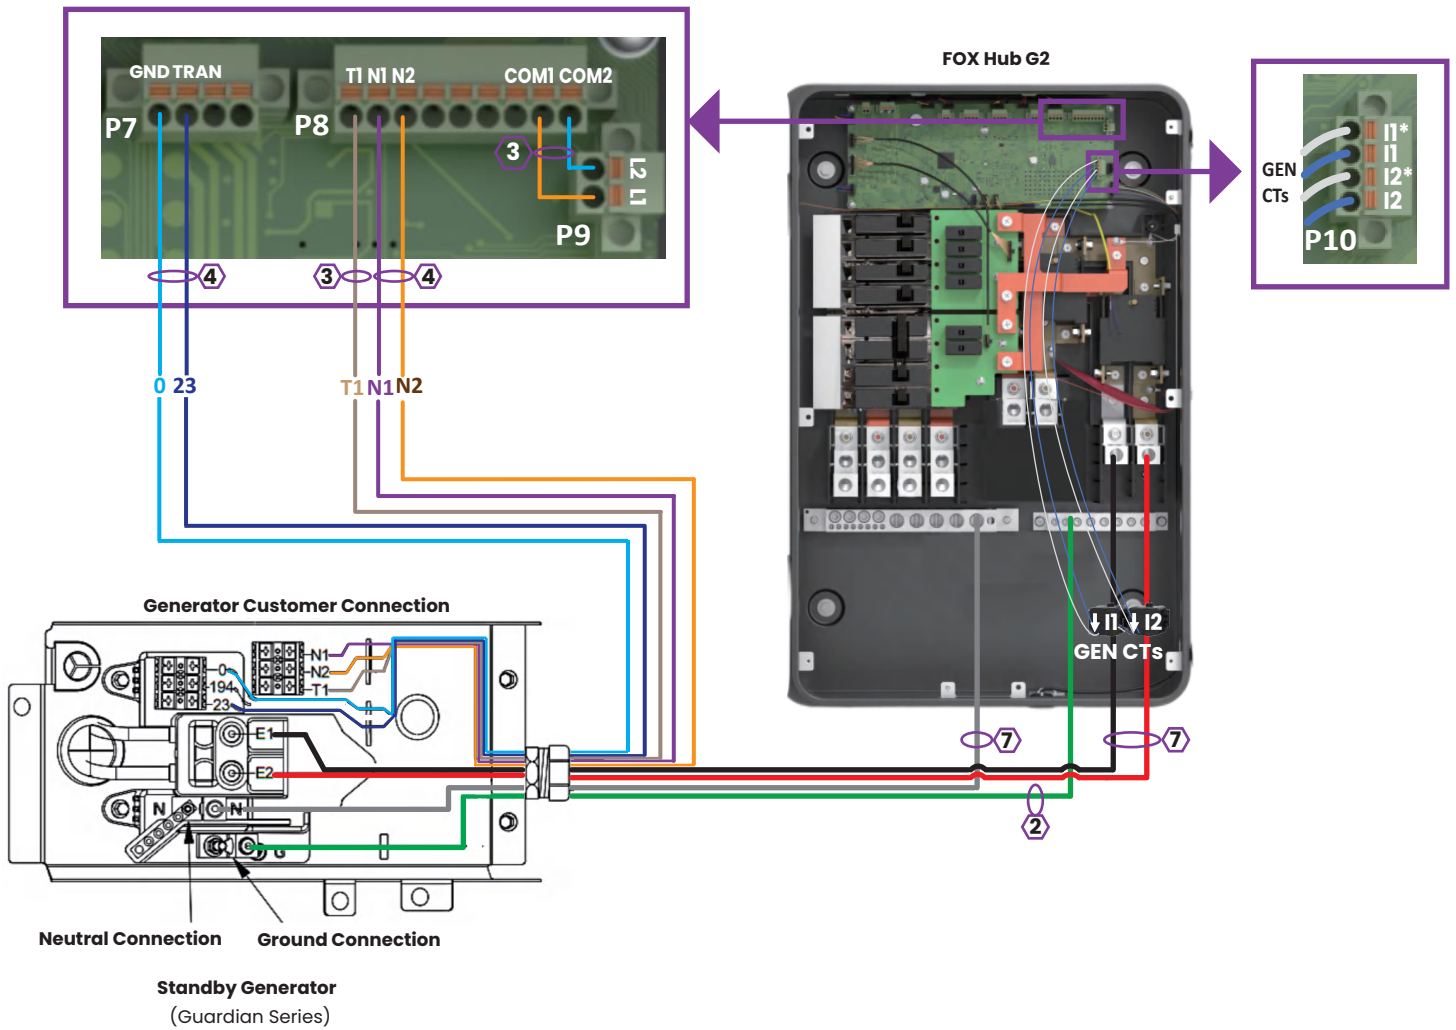 GND TRAN
T1 N1 N2
COM1 COM2
P7
P8
3
L2
L1
P9
4
3
4
0 23
T1 N1 N2
FOX Hub G2
I1*
I1
I2*
I2
GEN
CTs
P10
I1
I2
GEN CTs
7
7
2
Generator Customer Connection
N1
N2
T1
0
194
23
E1
E2
N
N
G
Neutral Connection
Ground Connection
Standby Generator
(Guardian Series)